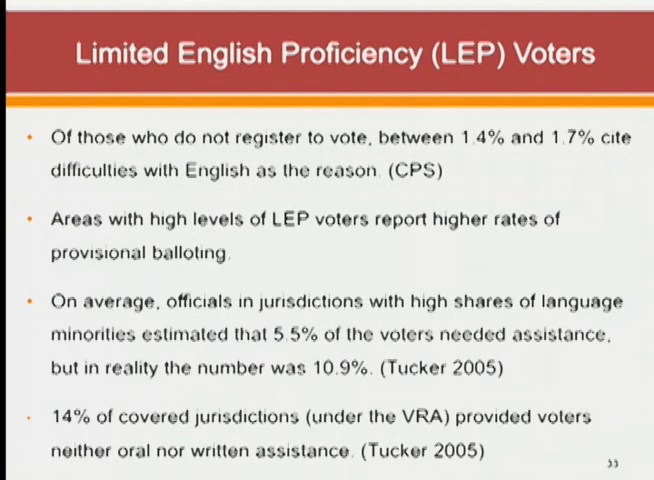 Limited English Proficiency (LEP) Voters
Of those who do not register to vote, between 1.4% and 1.7% cite
difficulties with English as the reason. (CPS)
Areas with high levels of LEP voters report higher rates of
provisional balloting.
On average, officials in jurisdictions with high shares of language
minorities estimated that 5.5% of the voters needed assistance,
but in reality the number was 10.9%. (Tucker 2005)
14% of covered jurisdictions (under the VRA) provided voters
neither oral nor written assistance. (Tucker 2005)
33